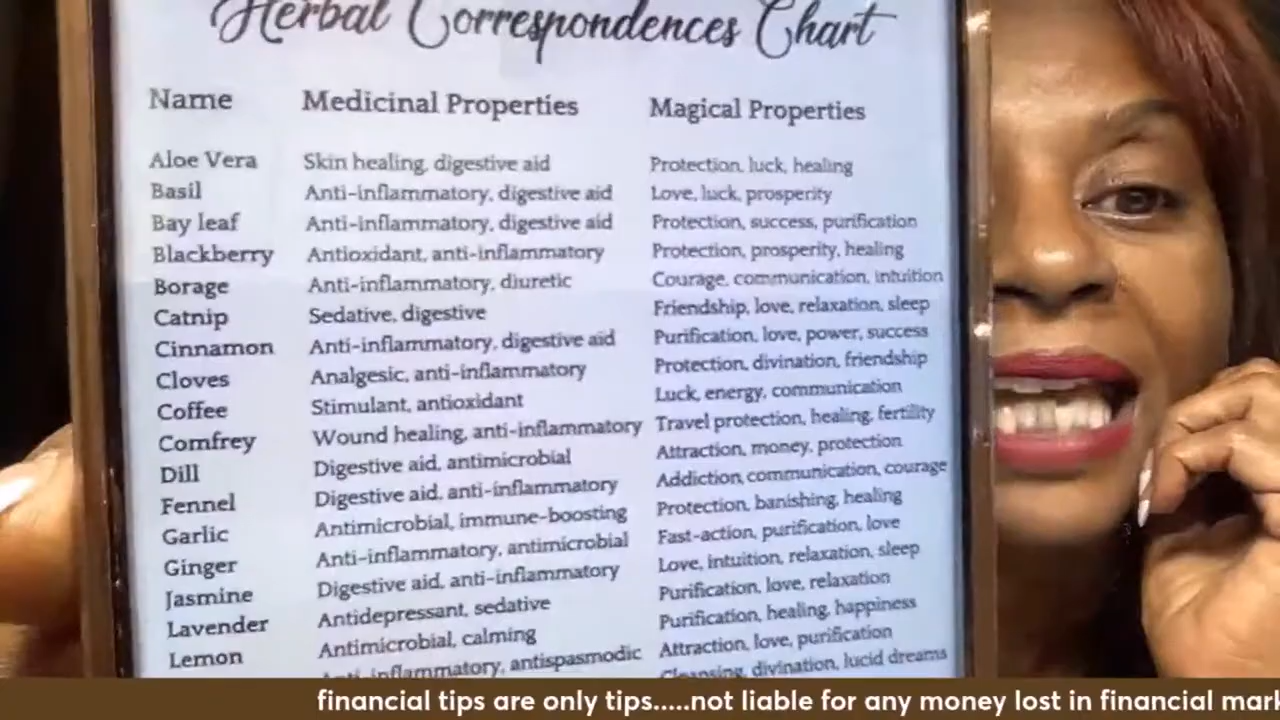 Herbal Correspondences Chart
Name Medicinal Properties Magical Properties
Aloe Vera Skin healing, digestive aid Protection, luck, healing
Basil Anti-inflammatory, digestive aid Love, luck, prosperity
Bay leaf Anti-inflammatory, digestive aid Protection, success, purification
Blackberry Antioxidant, anti-inflammatory Protection, prosperity, healing
Borage Anti-inflammatory, diuretic Courage, communication, intuition
Catnip Sedative, digestive Friendship, love, relaxation, sleep
Cinnamon Anti-inflammatory, digestive aid Purification, love, power, success
Cloves Analgesic, anti-inflammatory Protection, divination, friendship
Coffee Stimulant, antioxidant Luck, energy, communication
Comfrey Wound healing, anti-inflammatory Travel protection, healing, fertility
Dill Digestive aid, antimicrobial Attraction, money, protection
Fennel Digestive aid, anti-inflammatory Addiction, communication, courage
Garlic Antimicrobial, immune-boosting Protection, banishing, healing
Ginger Anti-inflammatory, antimicrobial Fast-action, purification, love
Jasmine Digestive aid, anti-inflammatory Love, intuition, relaxation, sleep
Lavender Antidepressant, sedative Purification, love, relaxation
Lemon Antimicrobial, calming Purification, healing, happiness
Anti-inflammatory, antispasmodic Attraction, love, purification
Cleansing, divination, lucid dreams
financial tips are only tips.....not liable for any money lost in financial mark